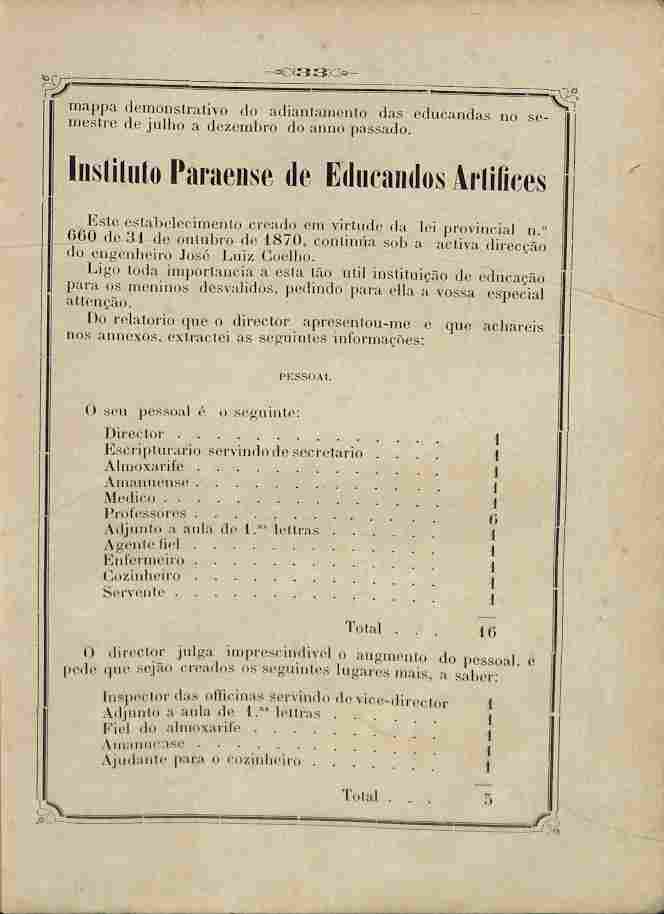 33
mappa demonstrativo do adiantamento das educandas no se-
mestre de julho a dezembro do anno passado.
Instituto Paraense de Educandos Artifices
Este estabelecimento creado em virtude da lei provincial n.º
660 de 31 de outubro de 1870, continúa sob a activa direcção
do engenheiro José Luiz Coelho.
Ligo toda importancia a esta tão util instituição de educação
para os meninos desvalidos, pedindo para ella a vossa especial
attenção.
Do relatorio que o director apresentou-me e que achareis
nos annexos, extractei as seguintes informações:
PESSOAL
O seu pessoal é o seguinte:
Director . . . . . . . . . . . . . . 1
Escripturario servindo de secretario . . . . 1
Almoxarife . . . . . . . . . . . . . 1
Amanuense . . . . . . . . . . . . . 1
Medico . . . . . . . . . . . . . . . 1
Professores . . . . . . . . . . . . . 6
Adjunto a aula de 1.as lettras . . . . . . 1
Agente fiel . . . . . . . . . . . . . 1
Enfermeiro . . . . . . . . . . . . . 1
Cozinheiro . . . . . . . . . . . . . 1
Servente . . . . . . . . . . . . . . 1
Total . . . 16
O director julga imprescindivel o augmento do pessoal, e
pede que sejão creados os seguintes lugares mais, a saber:
Inspector das officinas servindo de vice-director 1
Adjunto a aula de 1.as lettras . . . . . . 1
Fiel do almoxarife . . . . . . . . . . 1
Amanuense . . . . . . . . . . . . . 1
Ajudante para o cozinheiro . . . . . . . 1
Total . . . 5